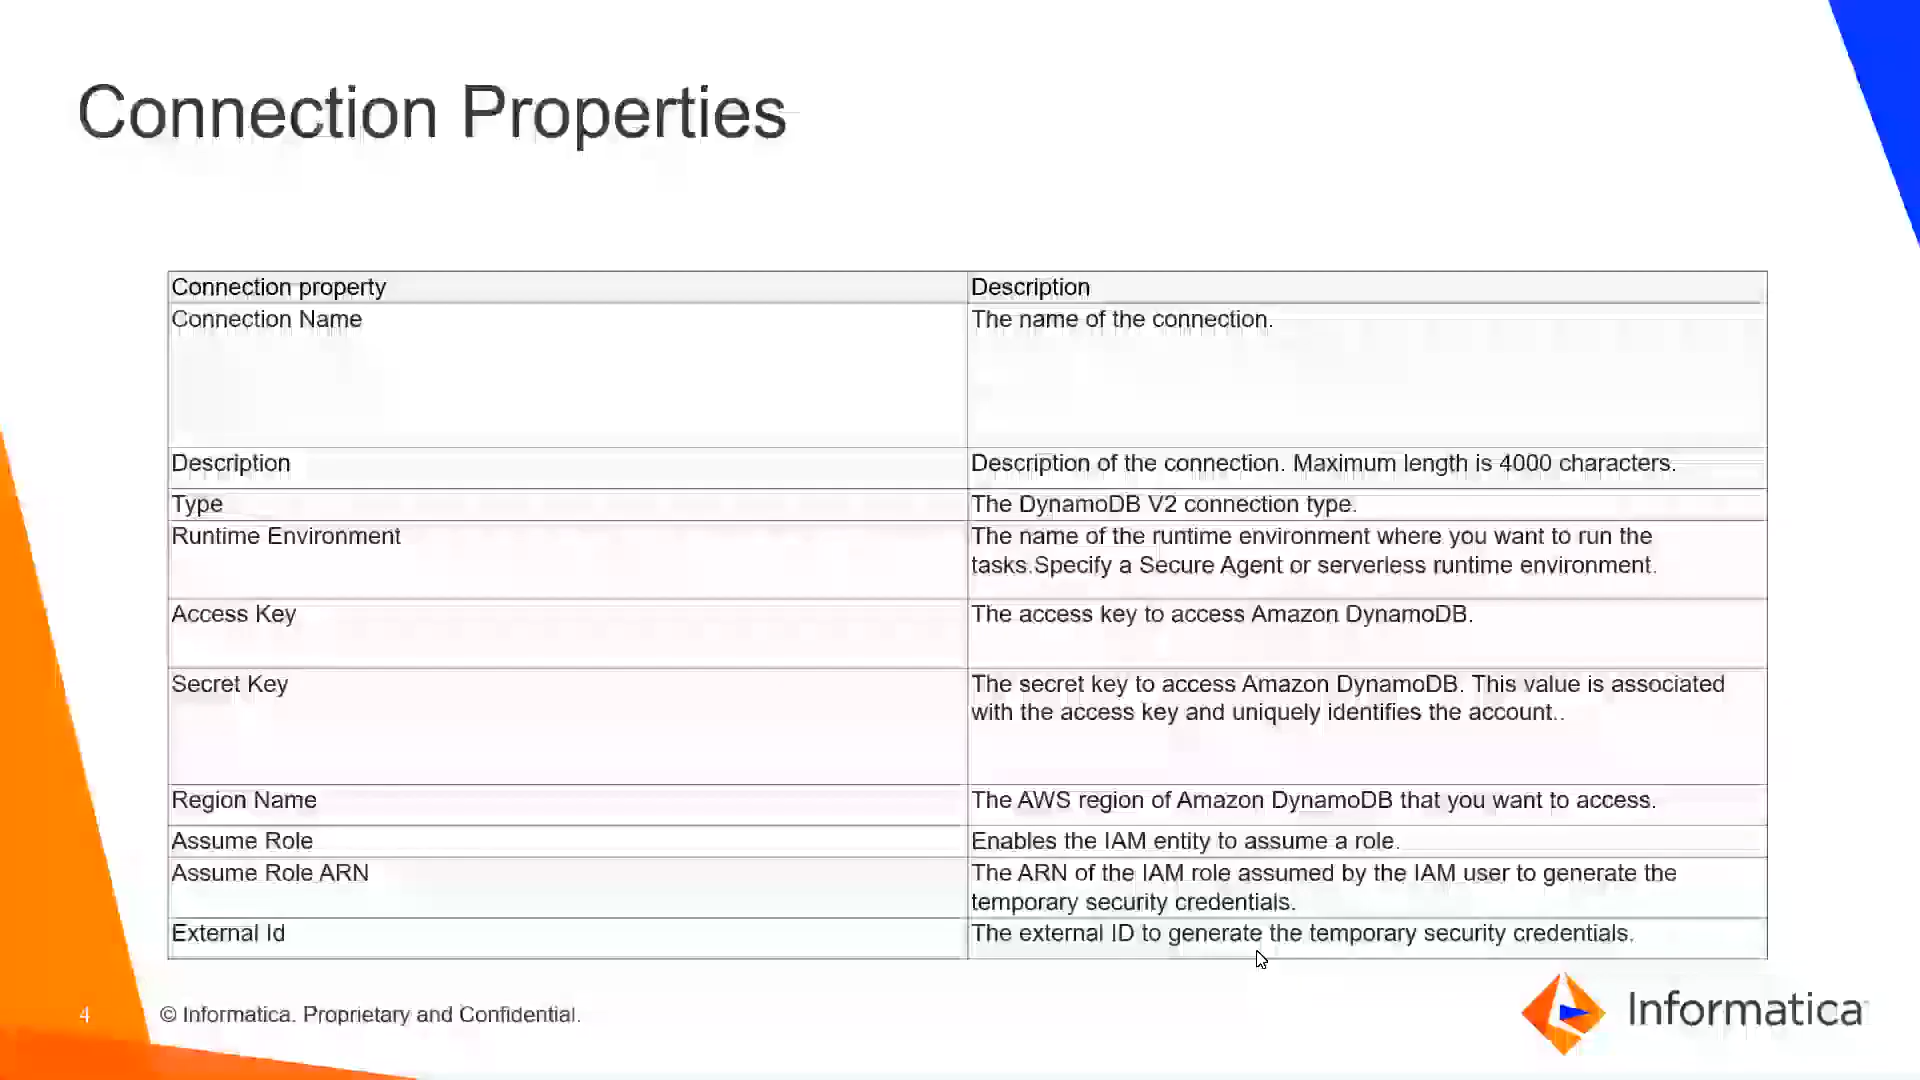 Connection Properties
Connection property
Description
Connection Name
The name of the connection.
Description
Description of the connection. Maximum length is 4000 characters.
Type
The DynamoDB V2 connection type.
Runtime Environment
The name of the runtime environment where you want to run the
tasks.Specify a Secure Agent or serverless runtime environment.
Access Key
The access key to access Amazon DynamoDB.
Secret Key
The secret key to access Amazon DynamoDB. This value is associated
with the access key and uniquely identifies the account..
Region Name
The AWS region of Amazon DynamoDB that you want to access.
Assume Role
Enables the IAM entity to assume a role.
Assume Role ARN
The ARN of the IAM role assumed by the IAM user to generate the
temporary security credentials.
External Id
The external ID to generate the temporary security credentials.
4
© Informatica. Proprietary and Confidential.
Informatica